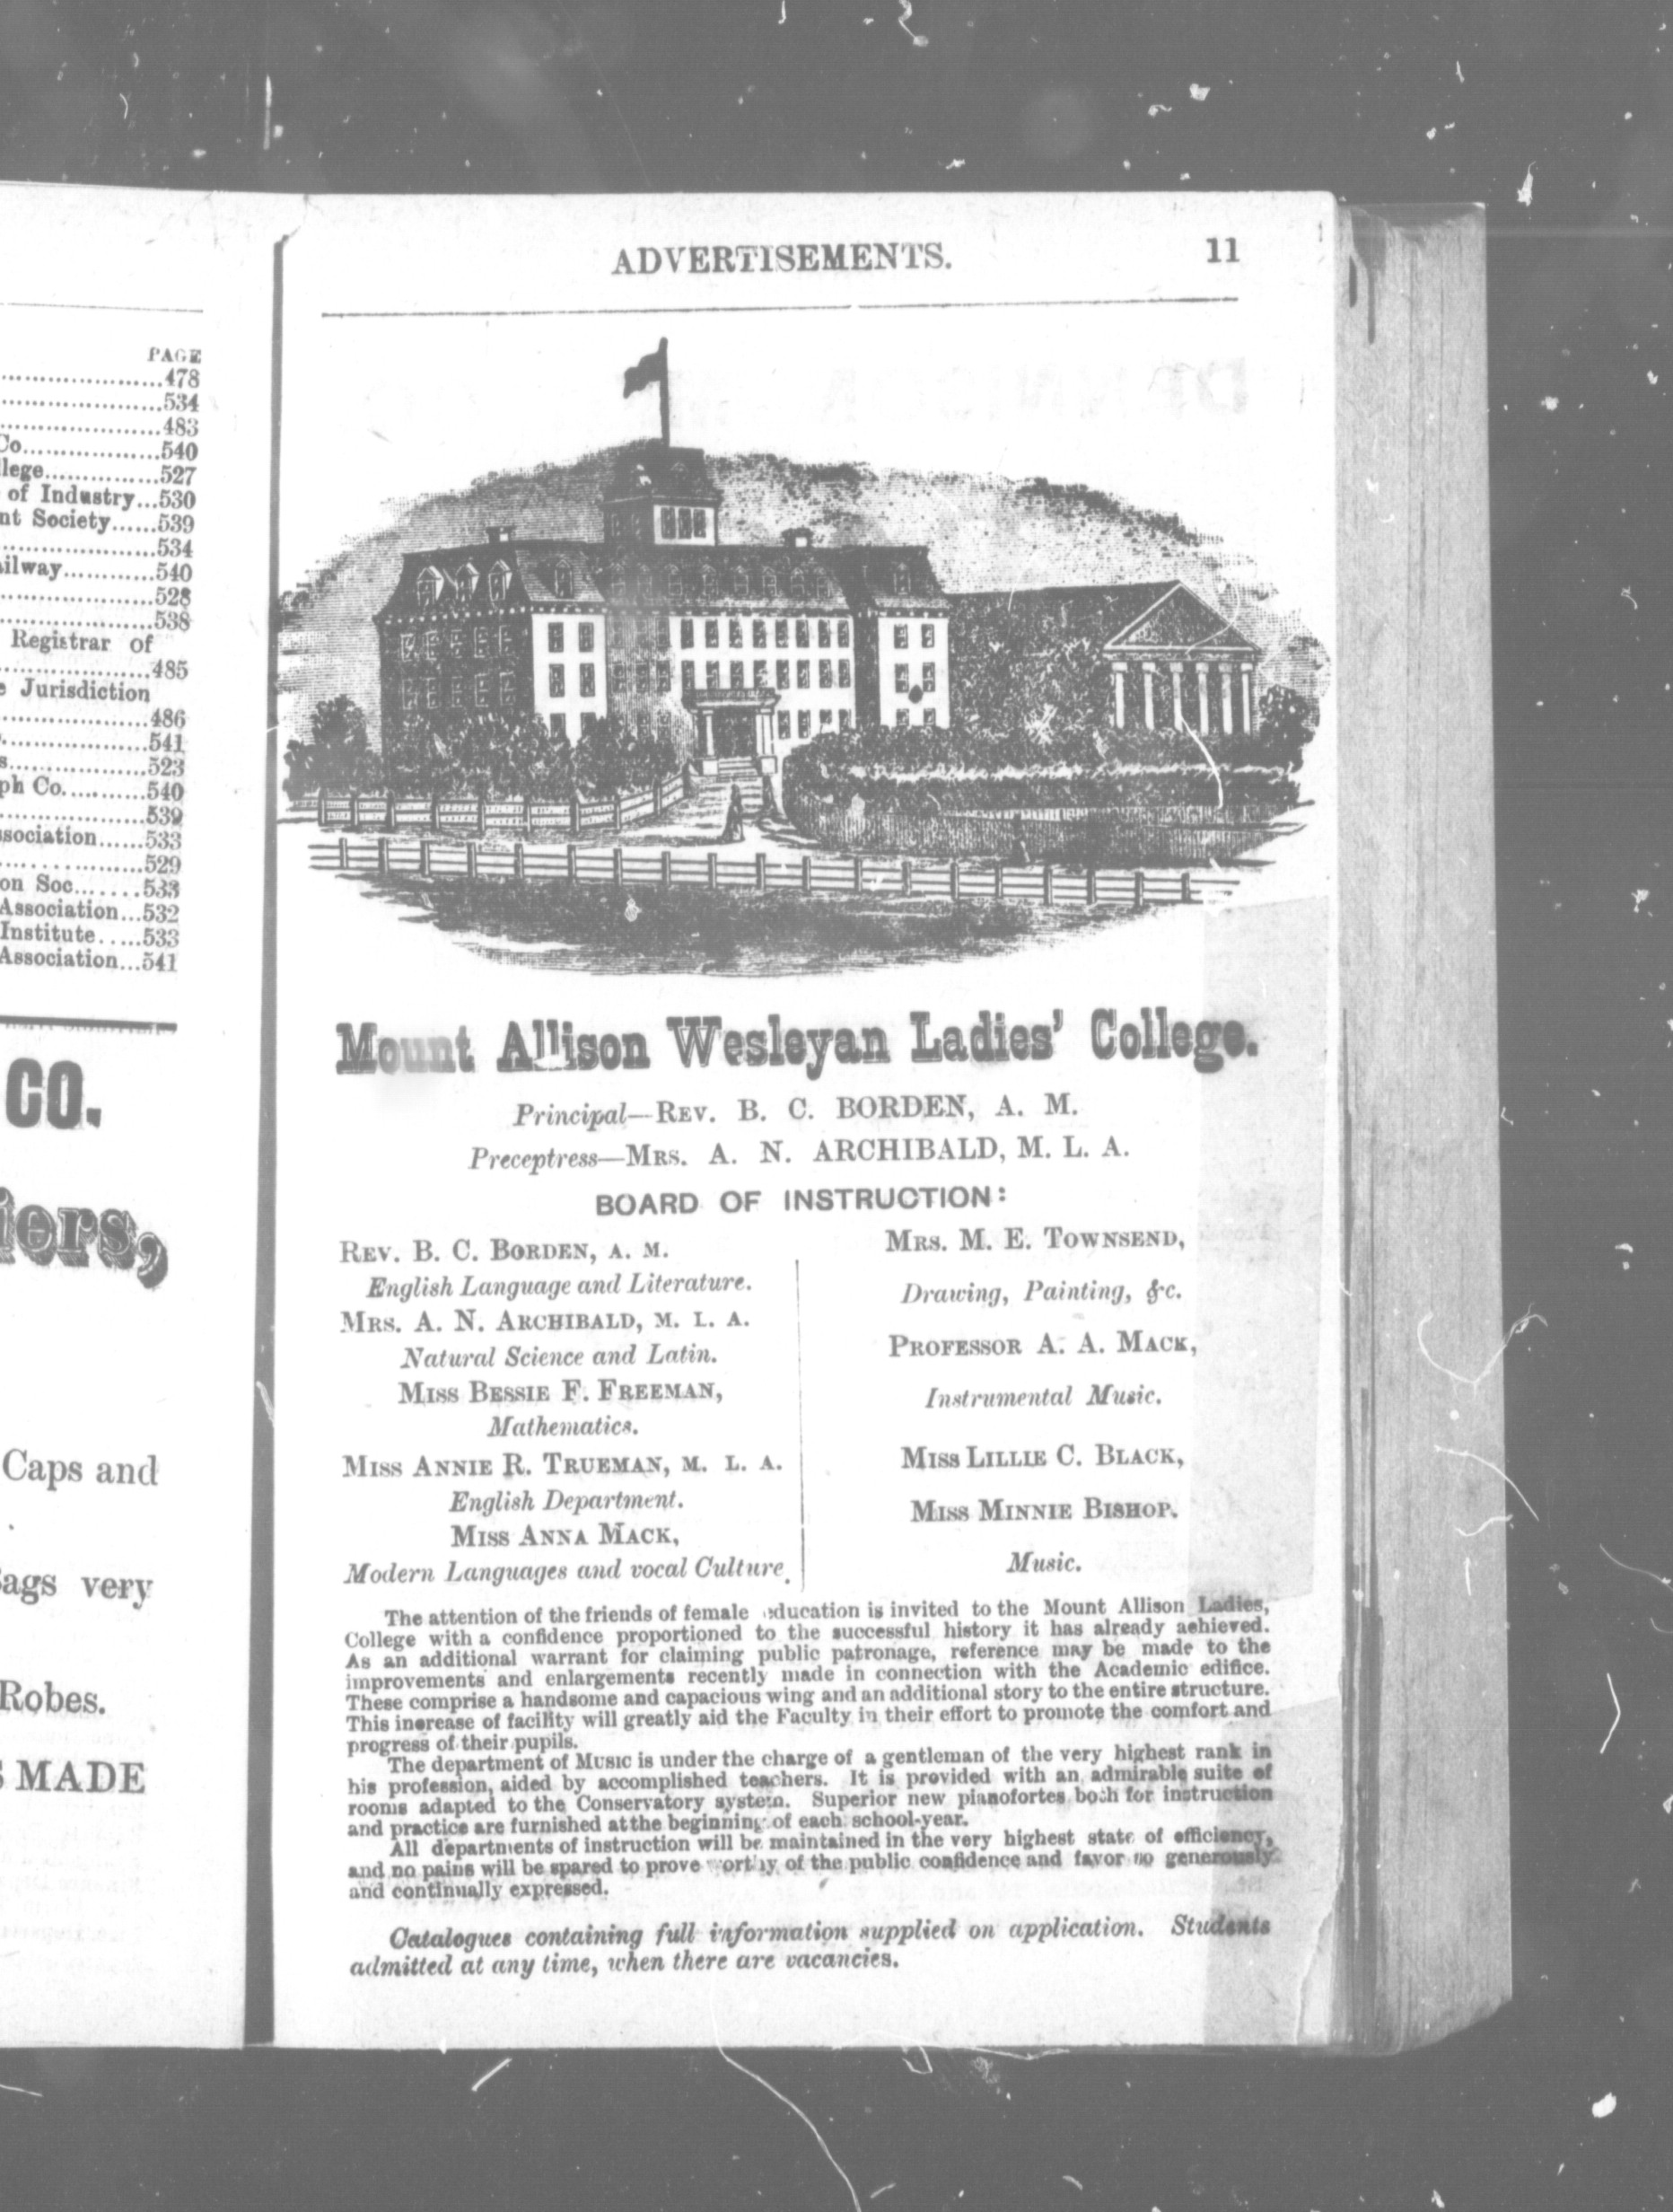 PAGE
478
534
483
Co.................540
lege..............527
of Industry...530
nt Society......539
534
ilway............540
528
538
Registrar of
485
e Jurisdiction
486
541
s..................523
ph Co...........540
539
ssociation......533
529
on Soc.......533
Association...532
Institute.....533
Association...541
CO.
iers,
Caps and
ags very
Robes.
S MADE
ADVERTISEMENTS. 11
Mount Allison Wesleyan Ladies' College.
Principal—REV. B. C. BORDEN, A. M.
Preceptress—MRS. A. N. ARCHIBALD, M. L. A.
BOARD OF INSTRUCTION:
REV. B. C. BORDEN, A. M.
English Language and Literature.
MRS. A. N. ARCHIBALD, M. L. A.
Natural Science and Latin.
MISS BESSIE F. FREEMAN,
Mathematics.
MISS ANNIE R. TRUEMAN, M. L. A.
English Department.
MISS ANNA MACK,
Modern Languages and vocal Culture.
MRS. M. E. TOWNSEND,
Drawing, Painting, &c.
PROFESSOR A. A. MACK,
Instrumental Music.
MISS LILLIE C. BLACK,
MISS MINNIE BISHOP.
Music.
The attention of the friends of female education is invited to the Mount Allison Ladies,
College with a confidence proportioned to the successful history it has already achieved.
As an additional warrant for claiming public patronage, reference may be made to the
improvements and enlargements recently made in connection with the Academic edifice.
These comprise a handsome and capacious wing and an additional story to the entire structure.
This increase of facility will greatly aid the Faculty in their effort to promote the comfort and
progress of their pupils.
The department of Music is under the charge of a gentleman of the very highest rank in
his profession, aided by accomplished teachers. It is provided with an admirable suite of
rooms adapted to the Conservatory system. Superior new pianofortes both for instruction
and practice are furnished at the beginning of each school-year.
All departments of instruction will be maintained in the very highest state of efficiency,
and no pains will be spared to prove worthy of the public confidence and favor so generously
and continually expressed.
Catalogues containing full information supplied on application. Students
admitted at any time, when there are vacancies.